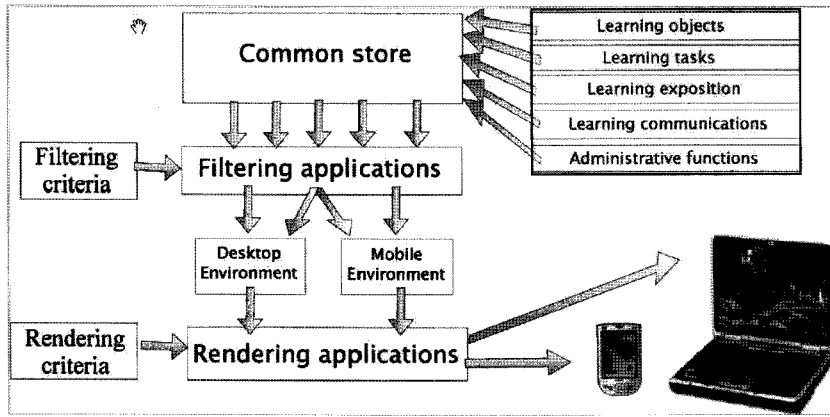 Common store
Learning objects
Learning tasks
Learning exposition
Learning communications
Administrative functions
Filtering
criteria
Filtering applications
Desktop
Environment
Mobile
Environment
Rendering
criteria
Rendering applications